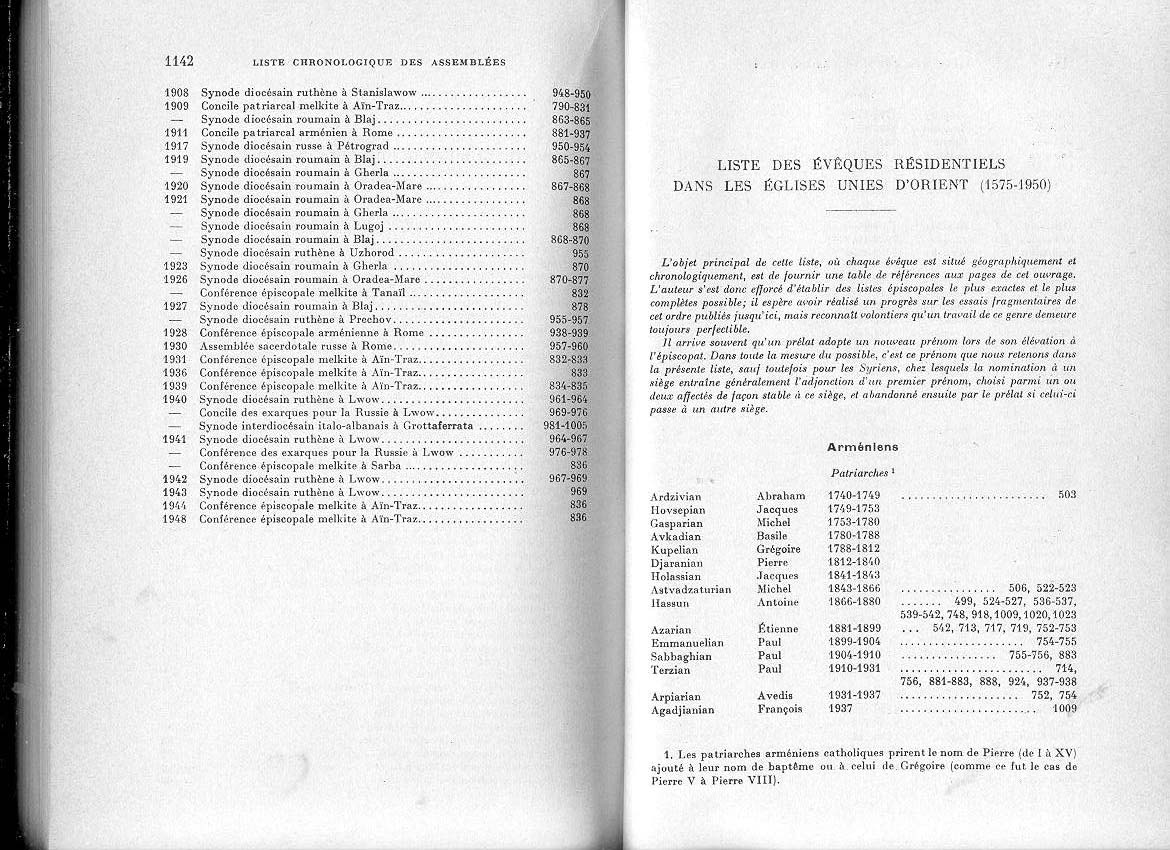 1142 LISTE CHRONOLOGIQUE DES ASSEMBLÉES
1908 Synode diocésain ruthène à Stanislawow ................... 948-950
1909 Concile patriarcal melkite à Aïn-Traz...................... 790-831
— Synode diocésain roumain à Blaj......................... 863-865
1911 Concile patriarcal arménien à Rome ...................... 881-937
1917 Synode diocésain russe à Pétrograd ...................... 950-954
1919 Synode diocésain roumain à Blaj......................... 865-867
— Synode diocésain roumain à Gherla ...................... 867
1920 Synode diocésain roumain à Oradea-Mare ................. 867-868
1921 Synode diocésain roumain à Oradea-Mare ................. 868
— Synode diocésain roumain à Gherla ...................... 868
— Synode diocésain roumain à Lugoj ....................... 868
— Synode diocésain roumain à Blaj......................... 868-870
— Synode diocésain ruthène à Uzhorod ..................... 955
1923 Synode diocésain roumain à Gherla ...................... 870
1926 Synode diocésain roumain à Oradea-Mare ................. 870-877
— Conférence épiscopale melkite à Tanaïl ................... 832
1927 Synode diocésain roumain à Blaj......................... 878
— Synode diocésain ruthène à Prechov...................... 955-957
1928 Conférence épiscopale arménienne à Rome ................ 938-939
1930 Assemblée sacerdotale russe à Rome...................... 957-960
1931 Conférence épiscopale melkite à Aïn-Traz.................. 832-833
1936 Conférence épiscopale melkite à Aïn-Traz.................. 833
1939 Conférence épiscopale melkite à Aïn-Traz.................. 834-835
1940 Synode diocésain ruthène à Lwow........................ 961-964
— Concile des exarques pour la Russie à Lwow............... 969-976
— Synode interdiocésain italo-albanais à Grottaferrata ........ 981-1005
1941 Synode diocésain ruthène à Lwow........................ 964-967
— Conférence des exarques pour la Russie à Lwow ........... 976-978
— Conférence épiscopale melkite à Sarba .................... 836
1942 Synode diocésain ruthène à Lwow........................ 967-969
1943 Synode diocésain ruthène à Lwow........................ 969
1944 Conférence épiscopale melkite à Aïn-Traz.................. 836
1948 Conférence épiscopale melkite à Aïn-Traz.................. 836
LISTE DES ÉVÊQUES RÉSIDENTIELS
DANS LES ÉGLISES UNIES D'ORIENT (1575-1950)
L'objet principal de cette liste, où chaque évêque est situé géographiquement et
chronologiquement, est de fournir une table de références aux pages de cet ouvrage.
L'auteur s'est donc efforcé d'établir des listes épiscopales le plus exactes et le plus
complètes possible; il espère avoir réalisé un progrès sur les essais fragmentaires de
cet ordre publiés jusqu'ici, mais reconnaît volontiers qu'un travail de ce genre demeure
toujours perfectible.
Il arrive souvent qu'un prélat adopte un nouveau prénom lors de son élévation à
l'épiscopat. Dans toute la mesure du possible, c'est ce prénom que nous retenons dans
la présente liste, sauf toutefois pour les Syriens, chez lesquels la nomination à un
siège entraîne généralement l'adjonction d'un premier prénom, choisi parmi un ou
deux affectés de façon stable à ce siège, et abandonné ensuite par le prélat si celui-ci
passe à un autre siège.
Arméniens
Patriarches 1
Ardzivian Abraham 1740-1749 ........................ 503
Hovsepian Jacques 1749-1753
Gasparian Michel 1753-1780
Avkadian Basile 1780-1788
Kupelian Grégoire 1788-1812
Djaranian Pierre 1812-1840
Holassian Jacques 1841-1843
Astvadzaturian Michel 1843-1866 ................ 506, 522-523
Hassun Antoine 1866-1880 ....... 499, 524-527, 536-537,
539-542, 748, 918, 1009, 1020, 1023
Azarian Étienne 1881-1899 ... 542, 713, 717, 719, 752-753
Emmanuelian Paul 1899-1904 ..................... 754-755
Sabbaghian Paul 1904-1910 ................ 755-756, 883
Terzian Paul 1910-1931 ........................ 714,
756, 881-883, 888, 924, 937-938
Arpiarian Avedis 1931-1937 .................... 752, 754
Agadjianian François 1937 ....................... 1009
1. Les patriarches arméniens catholiques prirent le nom de Pierre (de I à XV)
ajouté à leur nom de baptême ou à celui de Grégoire (comme ce fut le cas de
Pierre V à Pierre VIII).